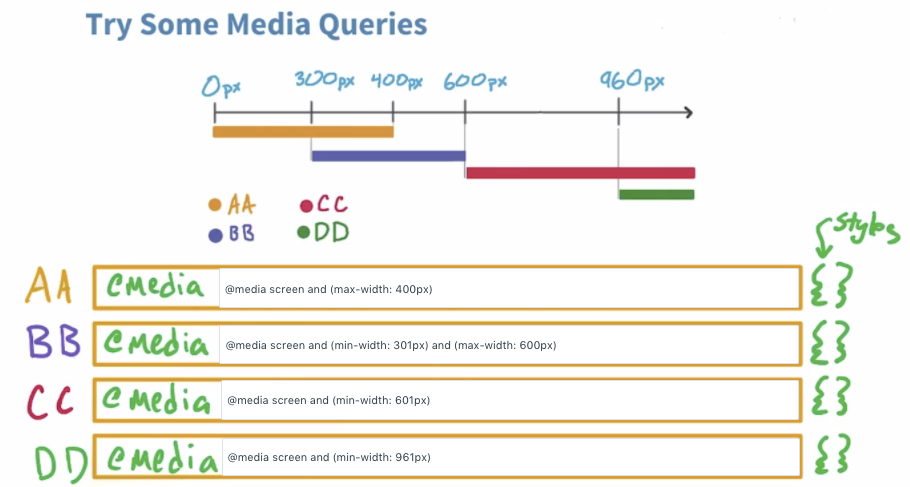 Try Some Media Queries
0px 300px 400px 600px 960px
AA CC
BB DD
styles
AA @media @media screen and (max-width: 400px) { }
BB @media @media screen and (min-width: 301px) and (max-width: 600px) { }
CC @media @media screen and (min-width: 601px) { }
DD @media @media screen and (min-width: 961px) { }